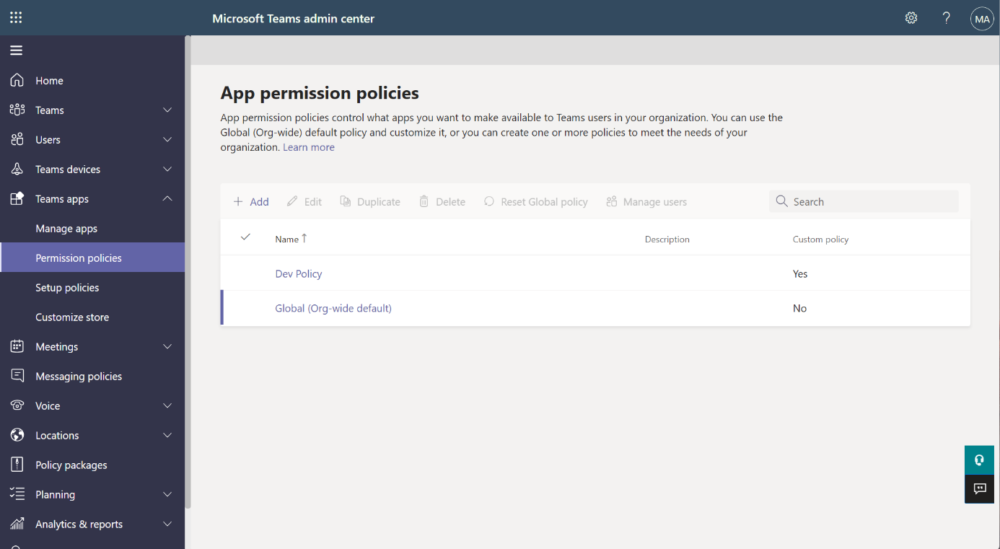 Microsoft Teams admin center
?
MA
Home
Teams
Users
Teams devices
Teams apps
Manage apps
Permission policies
Setup policies
Customize store
Meetings
Messaging policies
Voice
Locations
Policy packages
Planning
Analytics & reports
App permission policies
App permission policies control what apps you want to make available to Teams users in your organization. You can use the
Global (Org-wide) default policy and customize it, or you can create one or more policies to meet the needs of your
organization. Learn more
+ Add Edit Duplicate Delete Reset Global policy Manage users Search
Name ↑ Description Custom policy
Dev Policy Yes
Global (Org-wide default) No